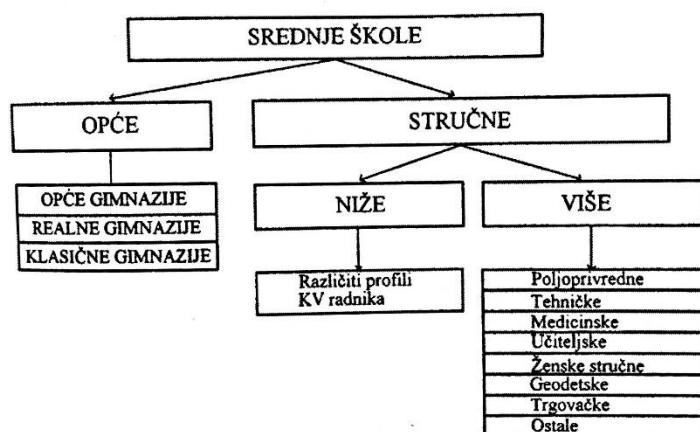 SREDNJE ŠKOLE
OPĆE
STRUČNE
OPĆE GIMNAZIJE
REALNE GIMNAZIJE
KLASIČNE GIMNAZIJE
NIŽE
VIŠE
Različiti profili
KV radnika
Poljoprivredne
Tehničke
Medicinske
Učiteljske
Ženske stručne
Geodetske
Trgovačke
Ostale